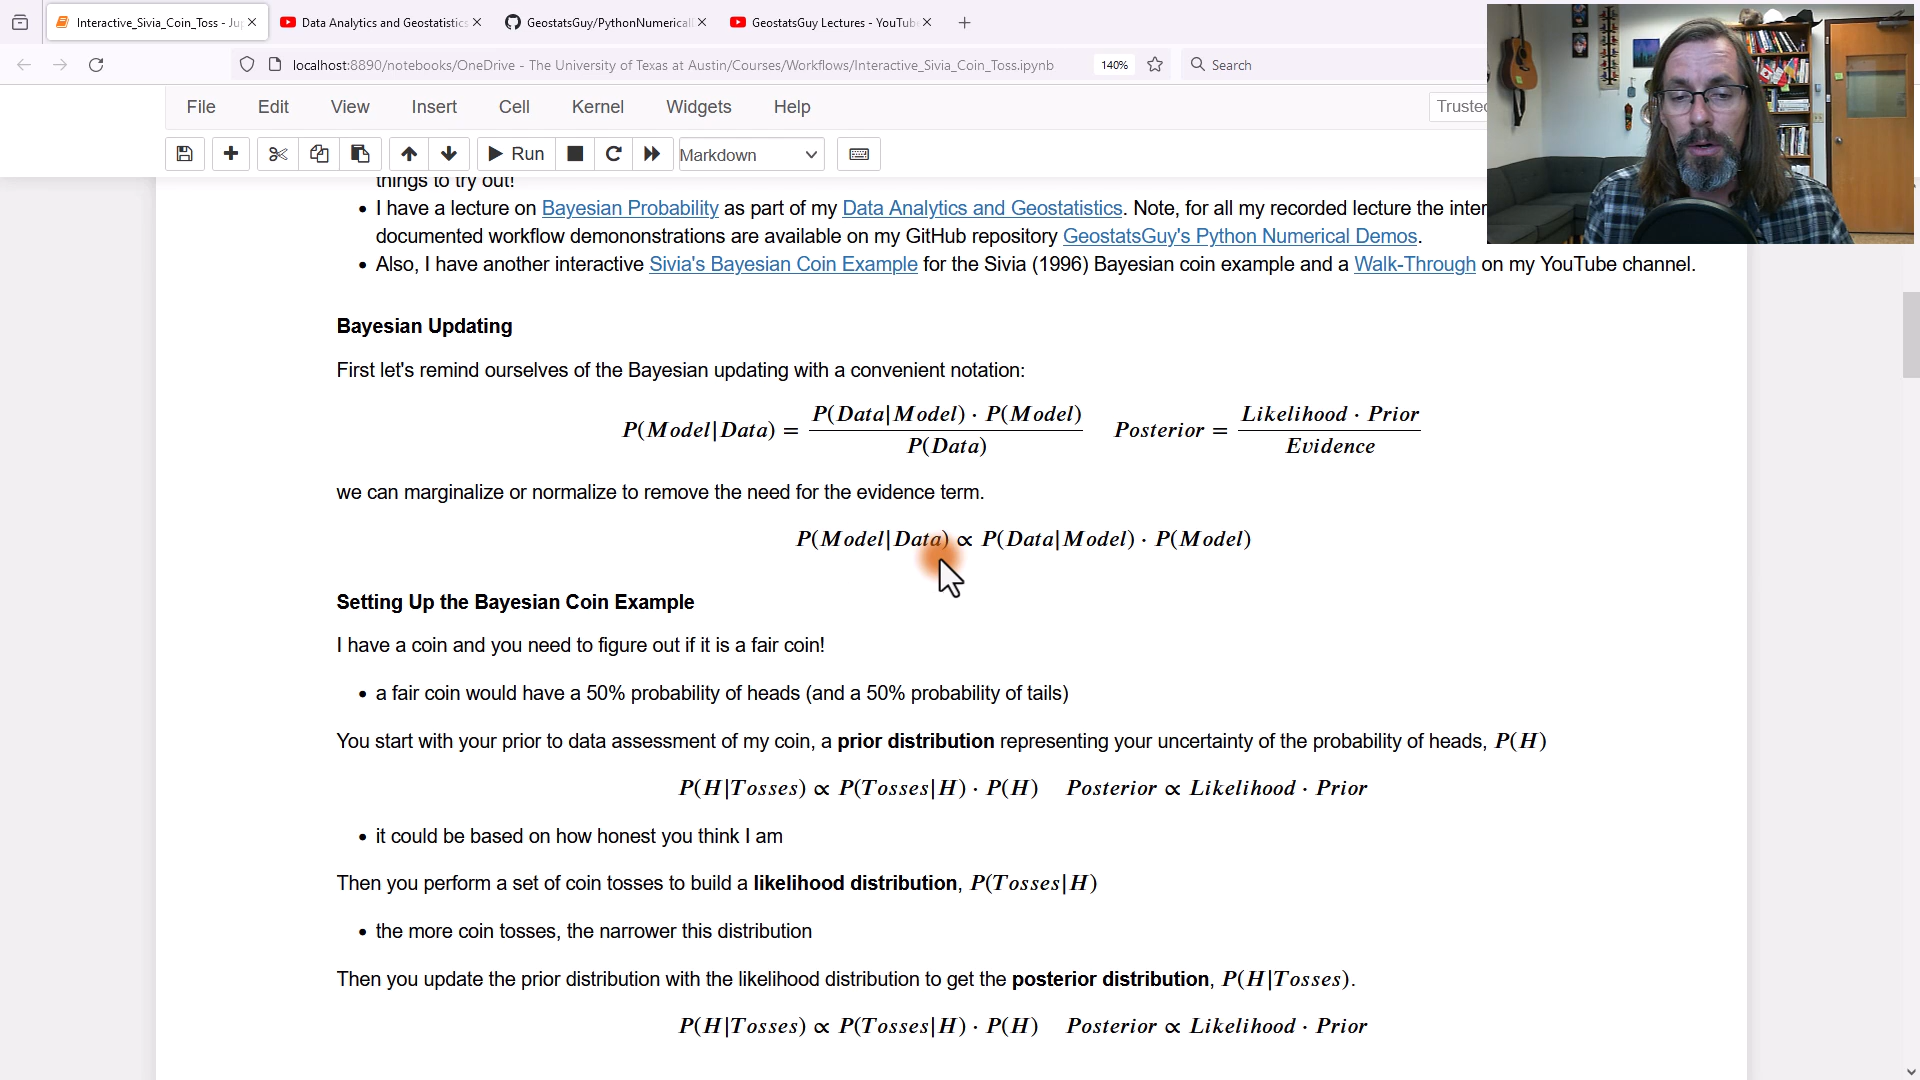 Interactive_Sivia_Coin_Toss - Ju
Data Analytics and Geostatistics
GeostatsGuy/PythonNumerical
GeostatsGuy Lectures - YouTube
localhost:8890/notebooks/OneDrive - The University of Texas at Austin/Courses/Workflows/Interactive_Sivia_Coin_Toss.ipynb
140%
Search
File Edit View Insert Cell Kernel Widgets Help
Trusted
Run
Markdown
things to try out!
• I have a lecture on Bayesian Probability as part of my Data Analytics and Geostatistics. Note, for all my recorded lecture the inter
documented workflow demononstrations are available on my GitHub repository GeostatsGuy's Python Numerical Demos.
• Also, I have another interactive Sivia's Bayesian Coin Example for the Sivia (1996) Bayesian coin example and a Walk-Through on my YouTube channel.
Bayesian Updating
First let's remind ourselves of the Bayesian updating with a convenient notation:
P(Model|Data) = P(Data|Model) · P(Model) / P(Data) Posterior = Likelihood · Prior / Evidence
we can marginalize or normalize to remove the need for the evidence term.
P(Model|Data) ∝ P(Data|Model) · P(Model)
Setting Up the Bayesian Coin Example
I have a coin and you need to figure out if it is a fair coin!
• a fair coin would have a 50% probability of heads (and a 50% probability of tails)
You start with your prior to data assessment of my coin, a prior distribution representing your uncertainty of the probability of heads, P(H)
P(H|Tosses) ∝ P(Tosses|H) · P(H) Posterior ∝ Likelihood · Prior
• it could be based on how honest you think I am
Then you perform a set of coin tosses to build a likelihood distribution, P(Tosses|H)
• the more coin tosses, the narrower this distribution
Then you update the prior distribution with the likelihood distribution to get the posterior distribution, P(H|Tosses).
P(H|Tosses) ∝ P(Tosses|H) · P(H) Posterior ∝ Likelihood · Prior